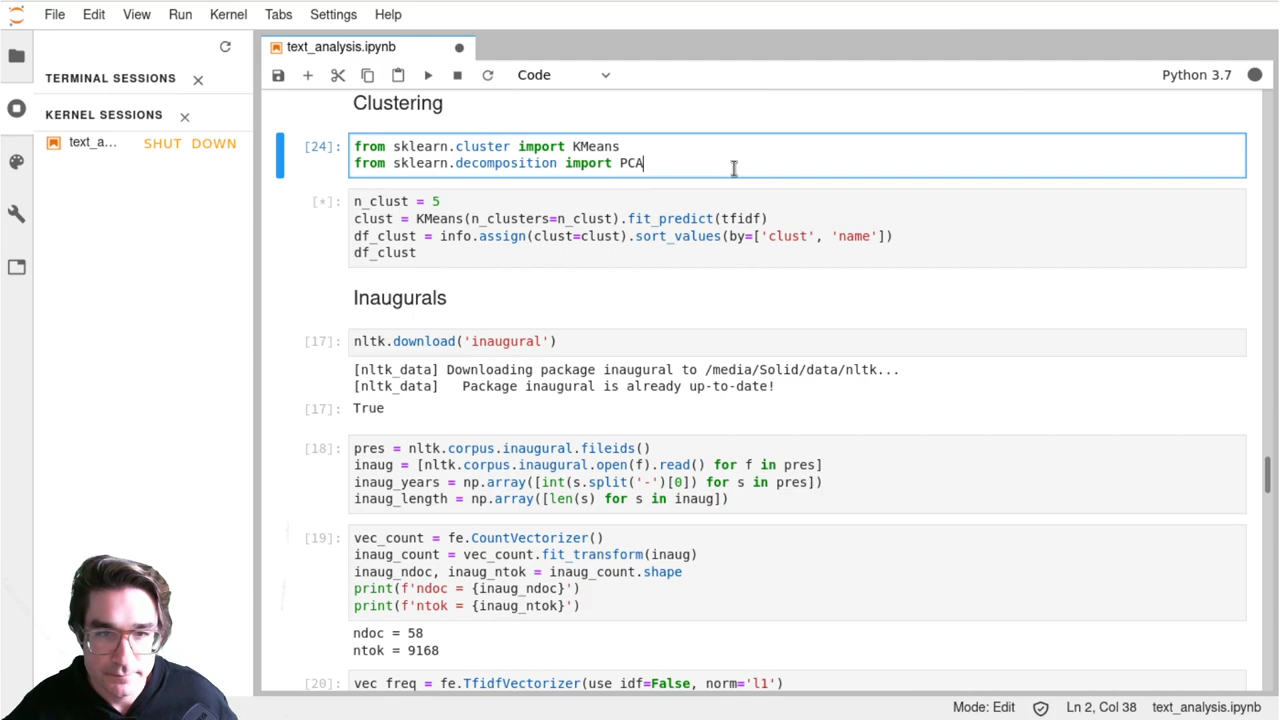 File Edit View Run Kernel Tabs Settings Help
TERMINAL SESSIONS
KERNEL SESSIONS
text_a... SHUT DOWN
text_analysis.ipynb
Code
Python 3.7
Clustering
[24]: from sklearn.cluster import KMeans
from sklearn.decomposition import PCA
[*]: n_clust = 5
clust = KMeans(n_clusters=n_clust).fit_predict(tfidf)
df_clust = info.assign(clust=clust).sort_values(by=['clust', 'name'])
df_clust
Inaugurals
[17]: nltk.download('inaugural')
[nltk_data] Downloading package inaugural to /media/Solid/data/nltk...
[nltk_data]   Package inaugural is already up-to-date!
[17]: True
[18]: pres = nltk.corpus.inaugural.fileids()
inaug = [nltk.corpus.inaugural.open(f).read() for f in pres]
inaug_years = np.array([int(s.split('-')[0]) for s in pres])
inaug_length = np.array([len(s) for s in inaug])
[19]: vec_count = fe.CountVectorizer()
inaug_count = vec_count.fit_transform(inaug)
inaug_ndoc, inaug_ntok = inaug_count.shape
print(f'ndoc = {inaug_ndoc}')
print(f'ntok = {inaug_ntok}')
ndoc = 58
ntok = 9168
[20]: vec_freq = fe.TfidfVectorizer(use_idf=False, norm='l1')
Mode: Edit Ln 2, Col 38 text_analysis.ipynb